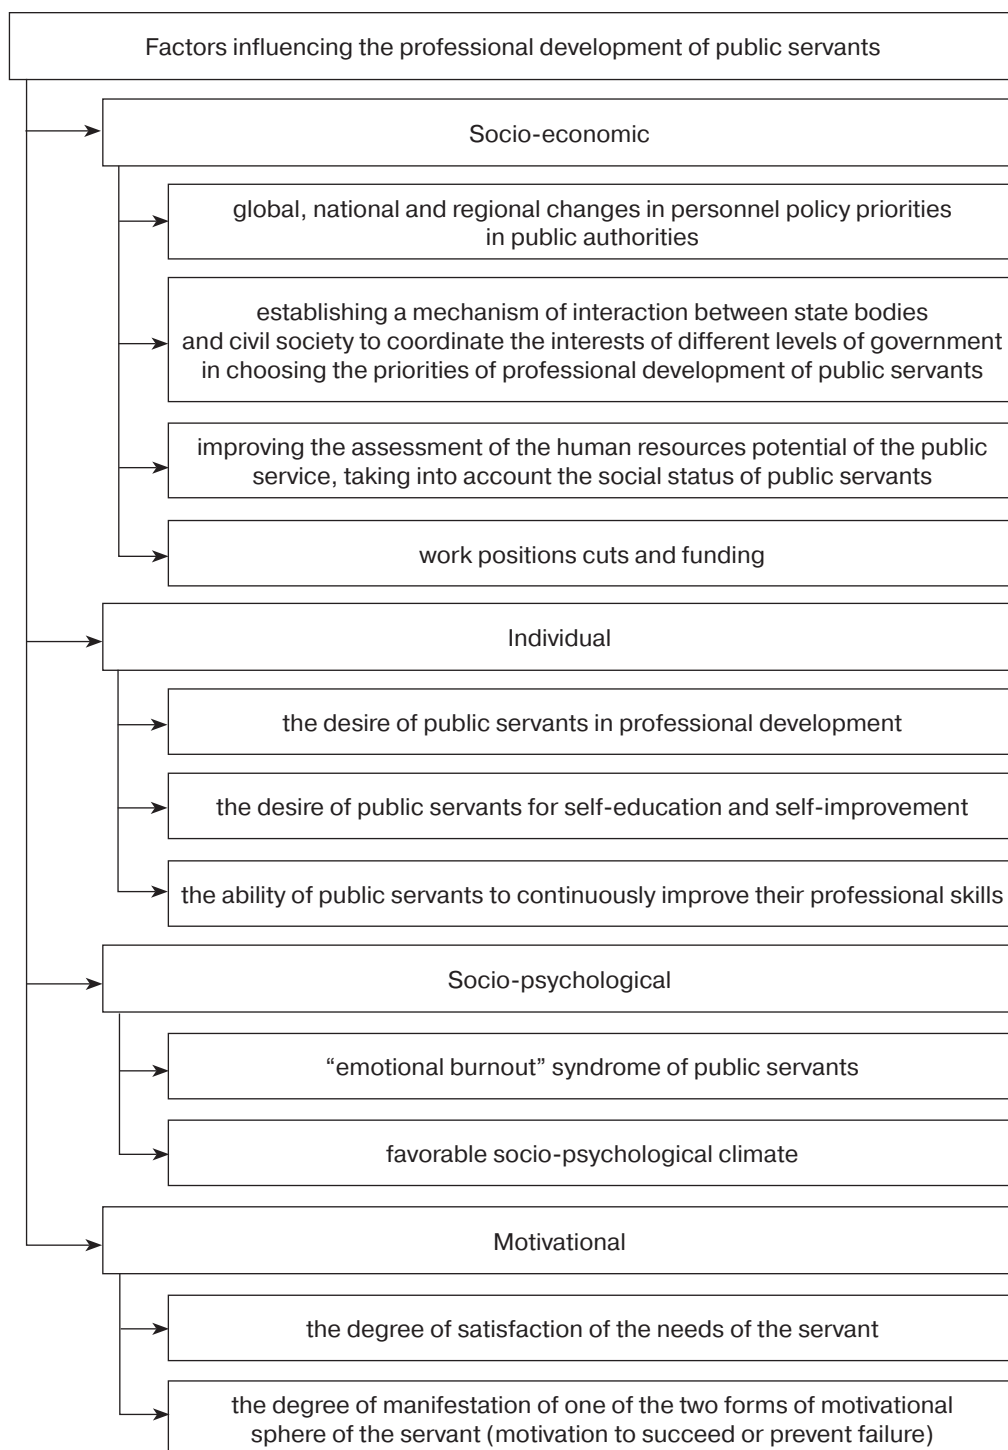 Factors influencing the professional development of public servants
Socio-economic
global, national and regional changes in personnel policy priorities
in public authorities
establishing a mechanism of interaction between state bodies
and civil society to coordinate the interests of different levels of government
in choosing the priorities of professional development of public servants
improving the assessment of the human resources potential of the public
service, taking into account the social status of public servants
work positions cuts and funding
Individual
the desire of public servants in professional development
the desire of public servants for self-education and self-improvement
the ability of public servants to continuously improve their professional skills
Socio-psychological
“emotional burnout” syndrome of public servants
favorable socio-psychological climate
Motivational
the degree of satisfaction of the needs of the servant
the degree of manifestation of one of the two forms of motivational
sphere of the servant (motivation to succeed or prevent failure)